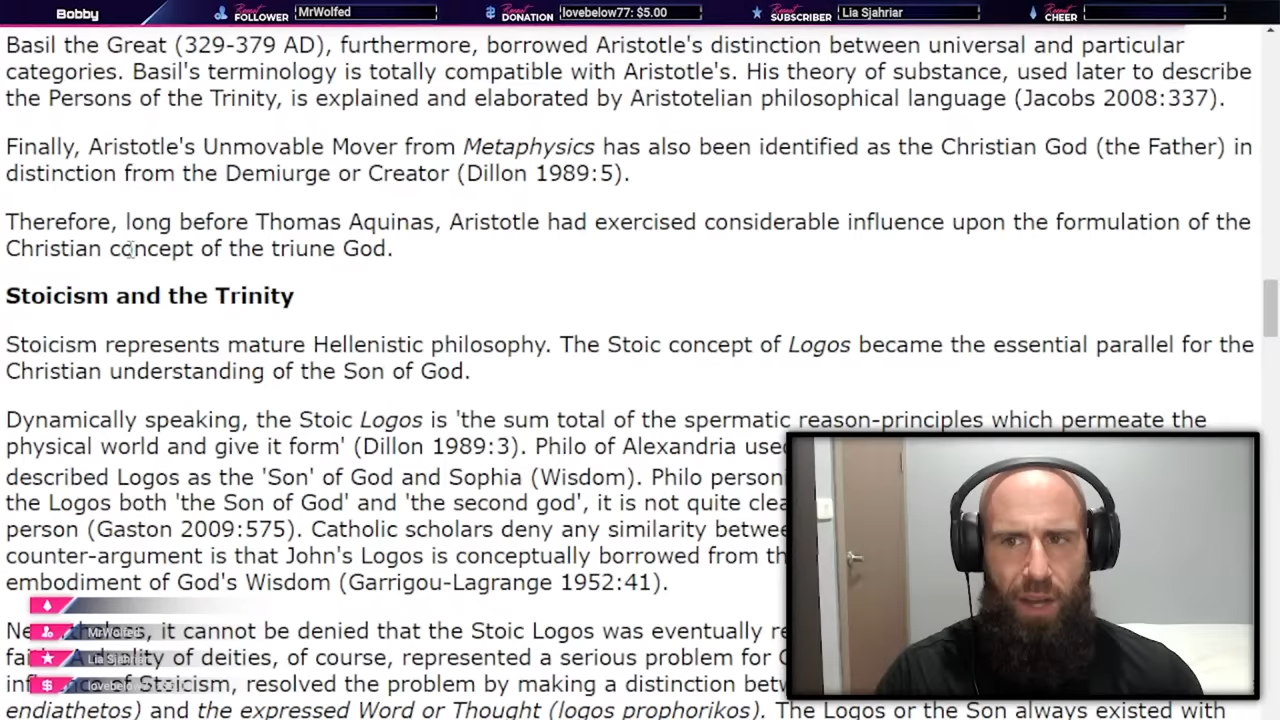 Bobby
Recent FOLLOWER MrWolfed
Recent DONATION lovebelow77: $5.00
Recent SUBSCRIBER Lia Sjahriar
Recent CHEER
Basil the Great (329-379 AD), furthermore, borrowed Aristotle's distinction between universal and particular
categories. Basil's terminology is totally compatible with Aristotle's. His theory of substance, used later to describe
the Persons of the Trinity, is explained and elaborated by Aristotelian philosophical language (Jacobs 2008:337).
Finally, Aristotle's Unmovable Mover from Metaphysics has also been identified as the Christian God (the Father) in
distinction from the Demiurge or Creator (Dillon 1989:5).
Therefore, long before Thomas Aquinas, Aristotle had exercised considerable influence upon the formulation of the
Christian concept of the triune God.
Stoicism and the Trinity
Stoicism represents mature Hellenistic philosophy. The Stoic concept of Logos became the essential parallel for the
Christian understanding of the Son of God.
Dynamically speaking, the Stoic Logos is 'the sum total of the spermatic reason-principles which permeate the
physical world and give it form' (Dillon 1989:3). Philo of Alexandria used
described Logos as the 'Son' of God and Sophia (Wisdom). Philo
the Logos both 'the Son of God' and 'the second god', it is not quite
person (Gaston 2009:575). Catholic scholars deny any similarity
counter-argument is that John's Logos is conceptually borrowed from
embodiment of God's Wisdom (Garrigou-Lagrange 1952:41).
it cannot be denied that the Stoic Logos was eventually
MrWolfed
of deities, of course, represented a serious problem for
Lia Sjahriar
of Stoicism, resolved the problem by making a distinction
lovebelow77
endiathetos) and the expressed Word or Thought (logos prophorikos). The Logos or the Son always existed with